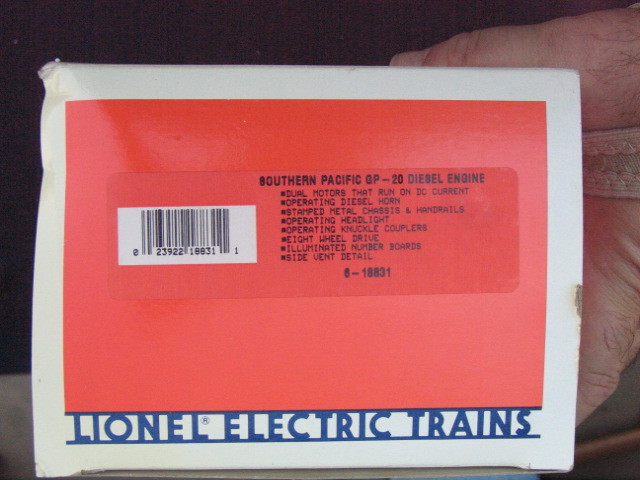 SOUTHERN PACIFIC GP-20 DIESEL ENGINE
*DUAL MOTORS THAT RUN ON DC CURRENT
*OPERATING DIESEL HORN
*STAMPED METAL CHASSIS & HANDRAILS
*OPERATING HEADLIGHT
*OPERATING KNUCKLE COUPLERS
*EIGHT WHEEL DRIVE
*ILLUMINATED NUMBER BOARDS
*SIDE VENT DETAIL
6-18831
0 23922 18831 1
LIONEL® ELECTRIC TRAINS